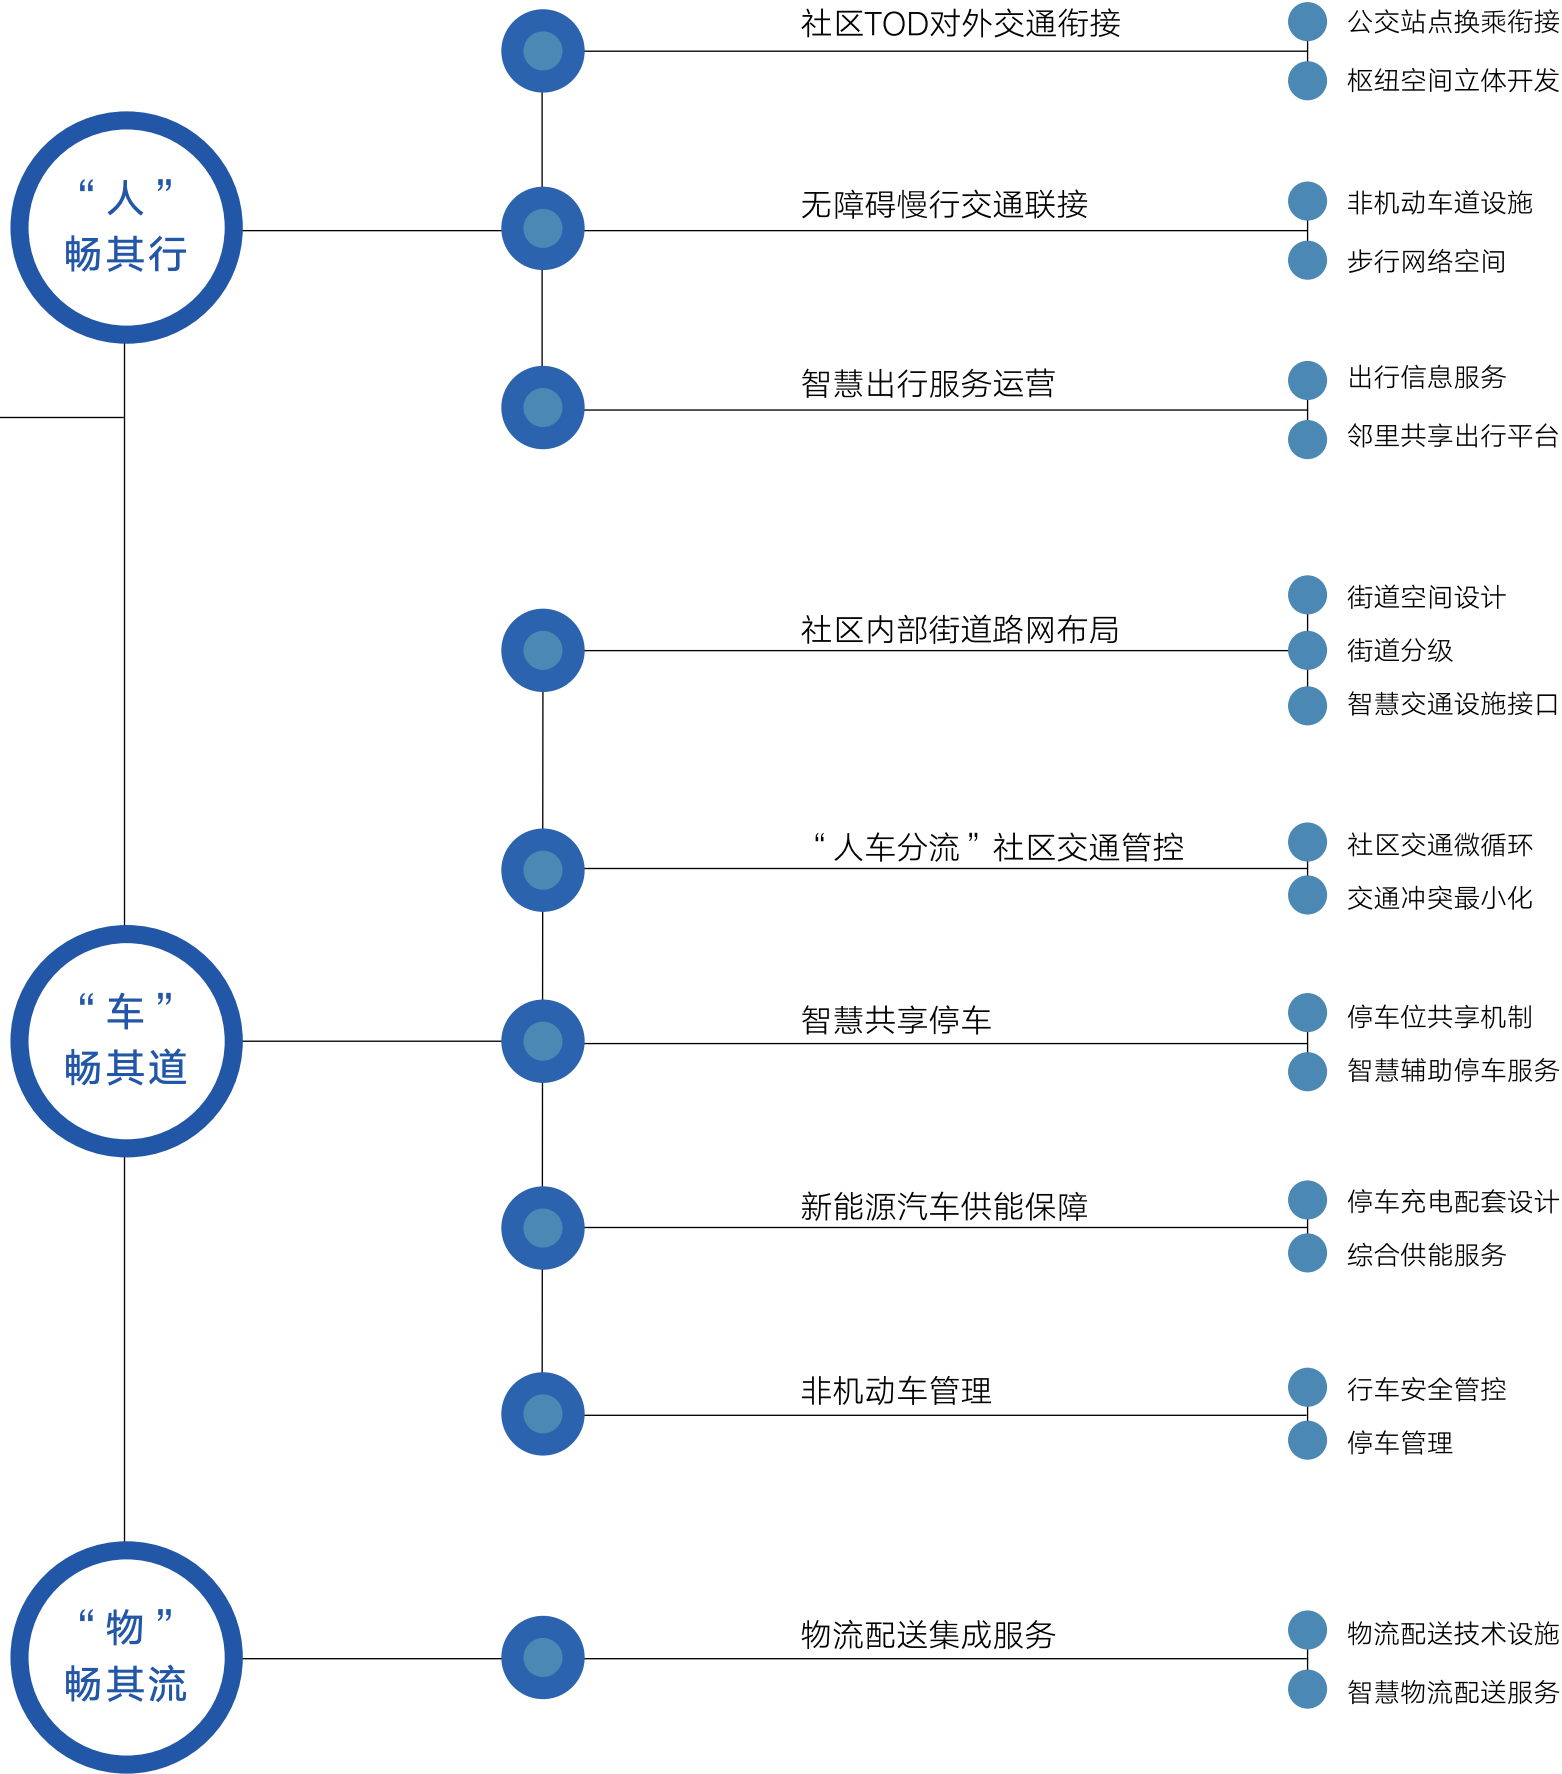 “人”
畅其行
社区TOD对外交通衔接
公交站点换乘衔接
枢纽空间立体开发
无障碍慢行交通联接
非机动车道设施
步行网络空间
智慧出行服务运营
出行信息服务
邻里共享出行平台
“车”
畅其道
社区内部街道路网布局
街道空间设计
街道分级
智慧交通设施接口
“人车分流”社区交通管控
社区交通微循环
交通冲突最小化
智慧共享停车
停车位共享机制
智慧辅助停车服务
新能源汽车供能保障
停车充电配套设计
综合供能服务
非机动车管理
行车安全管控
停车管理
“物”
畅其流
物流配送集成服务
物流配送技术设施
智慧物流配送服务